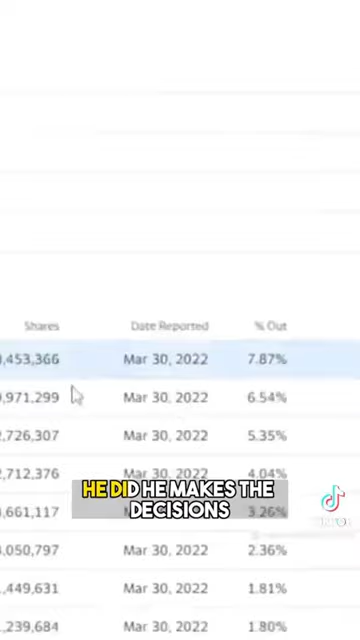 Shares Date Reported % Out
,453,366 Mar 30, 2022 7.87%
,971,299 Mar 30, 2022 6.54%
,726,307 Mar 30, 2022 5.35%
,712,376 Mar 30, 2022 4.04%
,661,117 3.26%
HE DID HE MAKES THE
DECISIONS
,050,797 Mar 30, 2022 2.36%
,449,631 Mar 30, 2022 1.81%
,239,684 Mar 30, 2022 1.80%